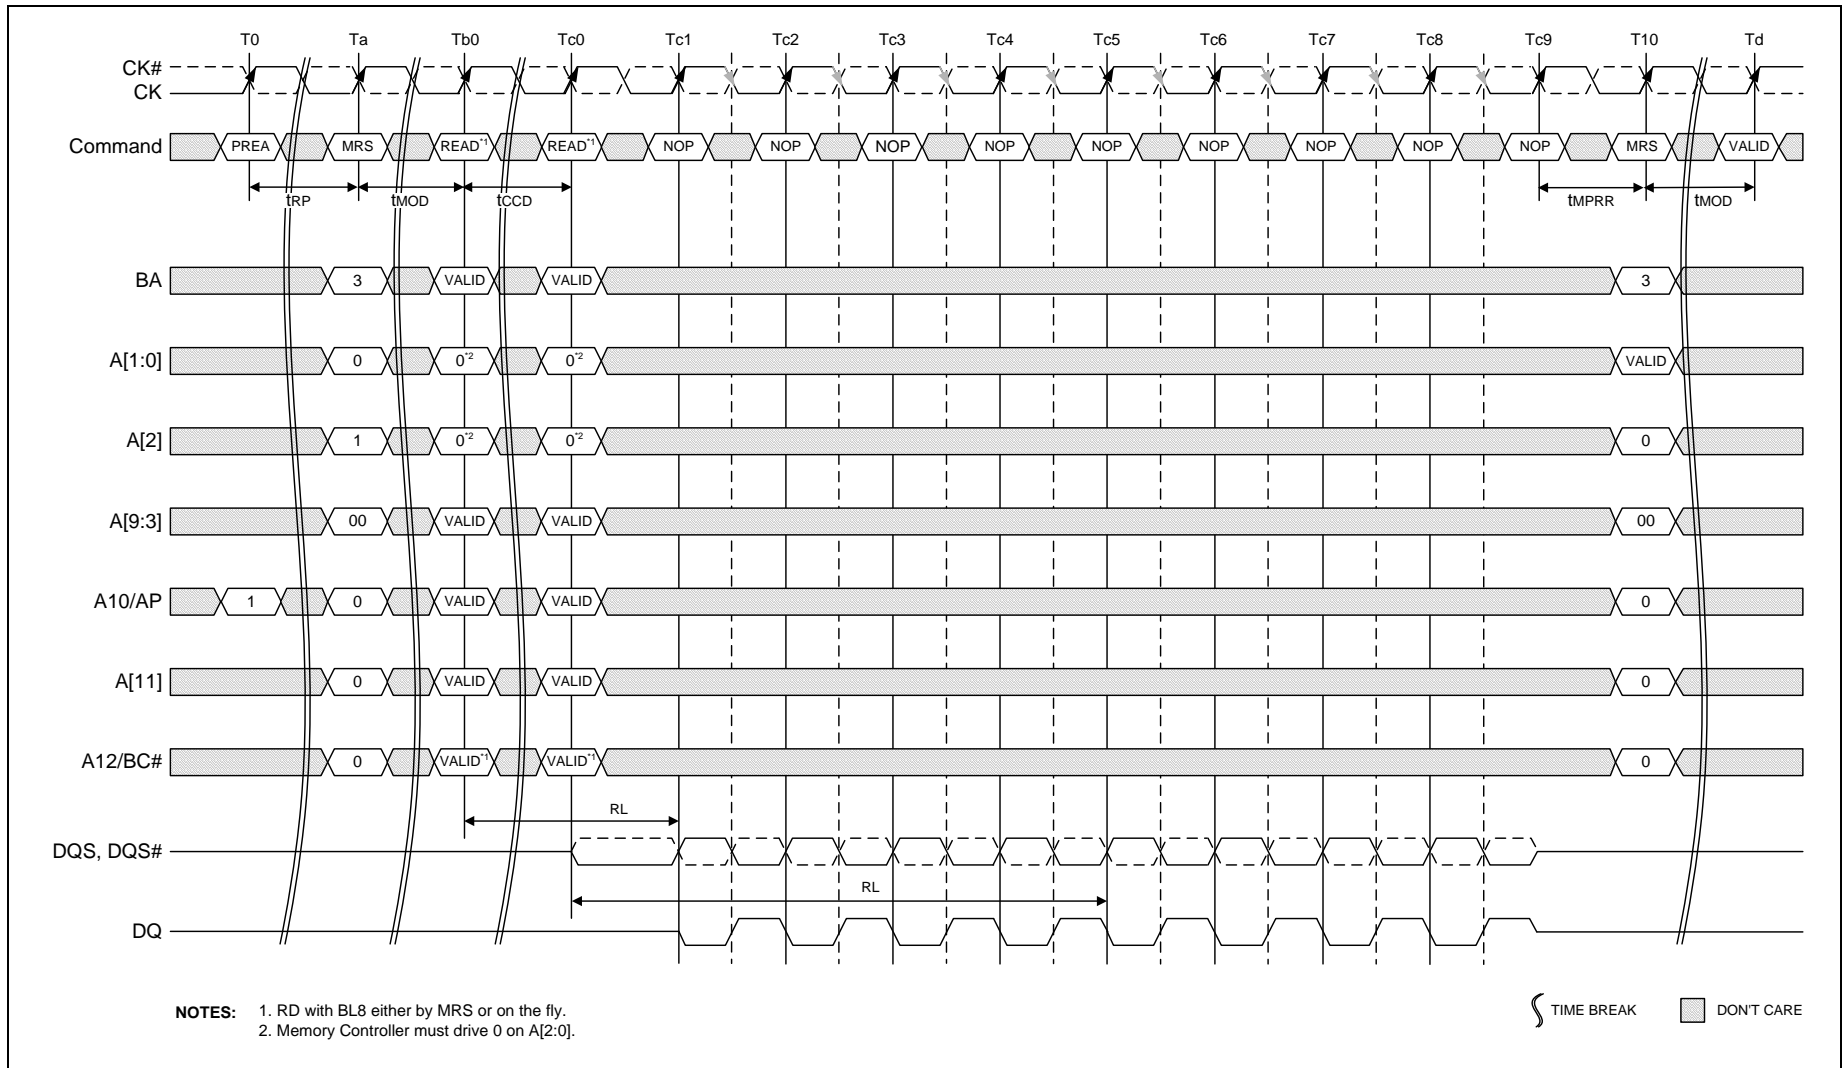 T0 Ta Tb0 Tc0 Tc1 Tc2 Tc3 Tc4 Tc5 Tc6 Tc7 Tc8 Tc9 T10 Td
CK#
CK
Command PREA MRS READ*1 READ*1 NOP NOP NOP NOP NOP NOP NOP NOP NOP MRS VALID
tRP tMOD tCCD tMPRR tMOD
BA 3 VALID VALID 3
A[1:0] 0 0*2 0*2 VALID
A[2] 1 0*2 0*2 0
A[9:3] 00 VALID VALID 00
A10/AP 1 0 VALID VALID 0
A[11] 0 VALID VALID 0
A12/BC# 0 VALID*1 VALID*1 0
RL
DQS, DQS#
RL
DQ
NOTES: 1. RD with BL8 either by MRS or on the fly.
2. Memory Controller must drive 0 on A[2:0].
TIME BREAK DON'T CARE